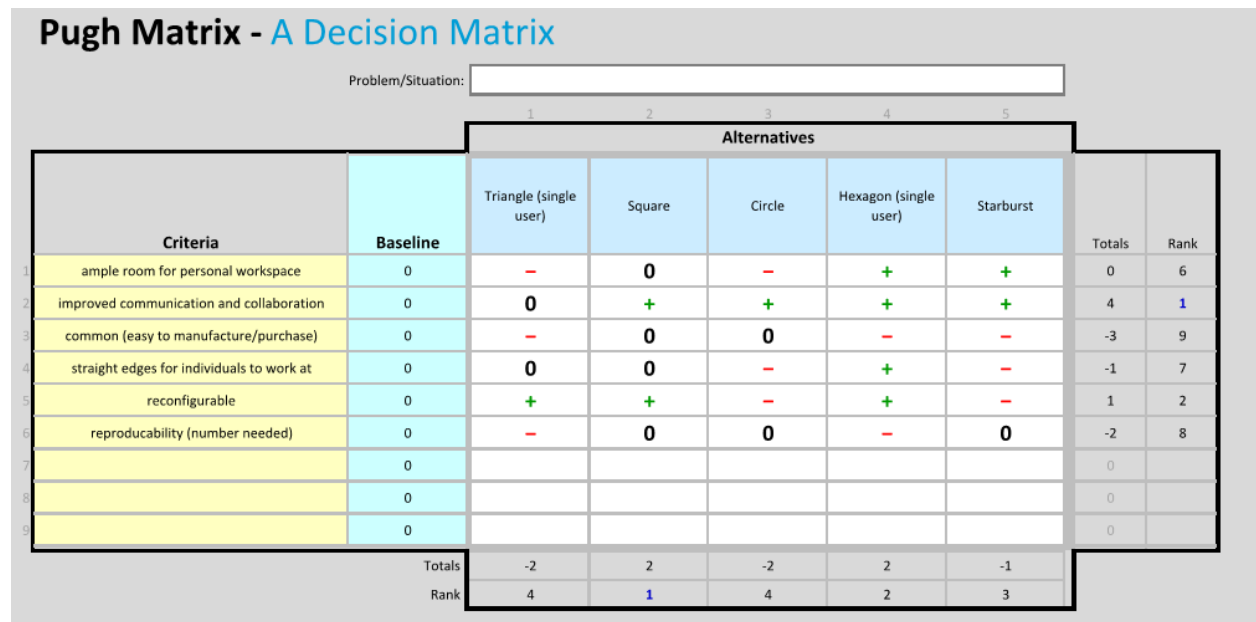 Pugh Matrix - A Decision Matrix
Problem/Situation:
1 2 3 4 5
Alternatives
Criteria Baseline Triangle (single user) Square Circle Hexagon (single user) Starburst Totals Rank
1 ample room for personal workspace 0 − 0 − + + 0 6
2 improved communication and collaboration 0 0 + + + + 4 1
3 common (easy to manufacture/purchase) 0 − 0 0 − − -3 9
4 straight edges for individuals to work at 0 0 0 − + − -1 7
5 reconfigurable 0 + + − + − 1 2
6 reproducability (number needed) 0 − 0 0 − 0 -2 8
7 0 0
8 0 0
9 0 0
Totals -2 2 -2 2 -1
Rank 4 1 4 2 3